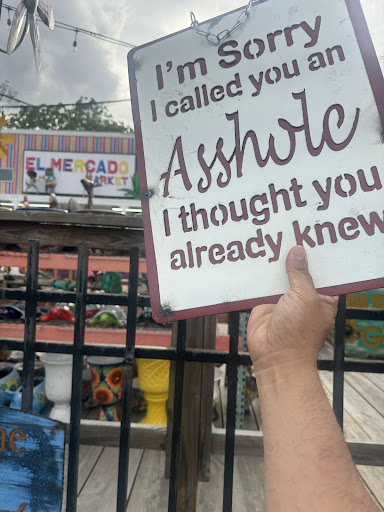 I'm Sorry
I called you an
Asshole
I thought you
already knew
EL MERCADO
MARKET